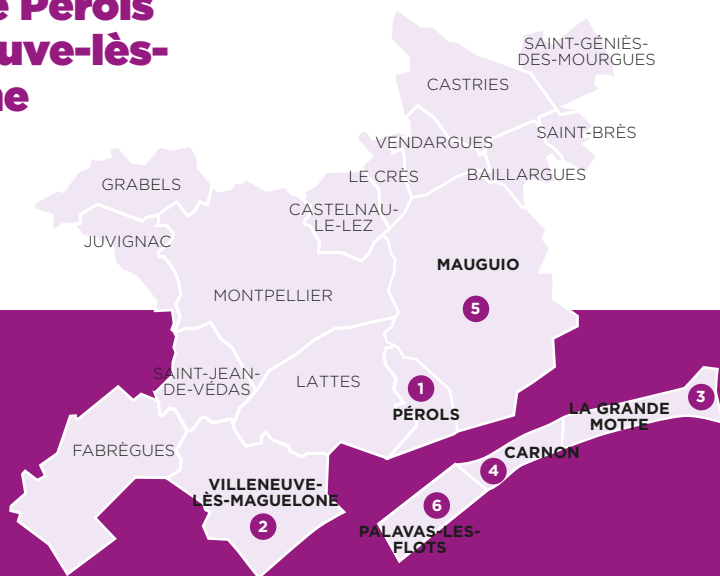 e Pérols
uve-lès-
ne
SAINT-GÉNIÈS-
DES-MOURGUES
CASTRIES
VENDARGUES
SAINT-BRÈS
LE CRÈS
BAILLARGUES
GRABELS
CASTELNAU-
LE-LEZ
JUVIGNAC
MAUGUIO
5
MONTPELLIER
SAINT-JEAN-
DE-VÉDAS
LATTES
1
PÉROLS
3
LA GRANDE
MOTTE
FABRÈGUES
CARNON
4
VILLENEUVE-
LÈS-MAGUELONE
2
6
PALAVAS-LES-
FLOTS